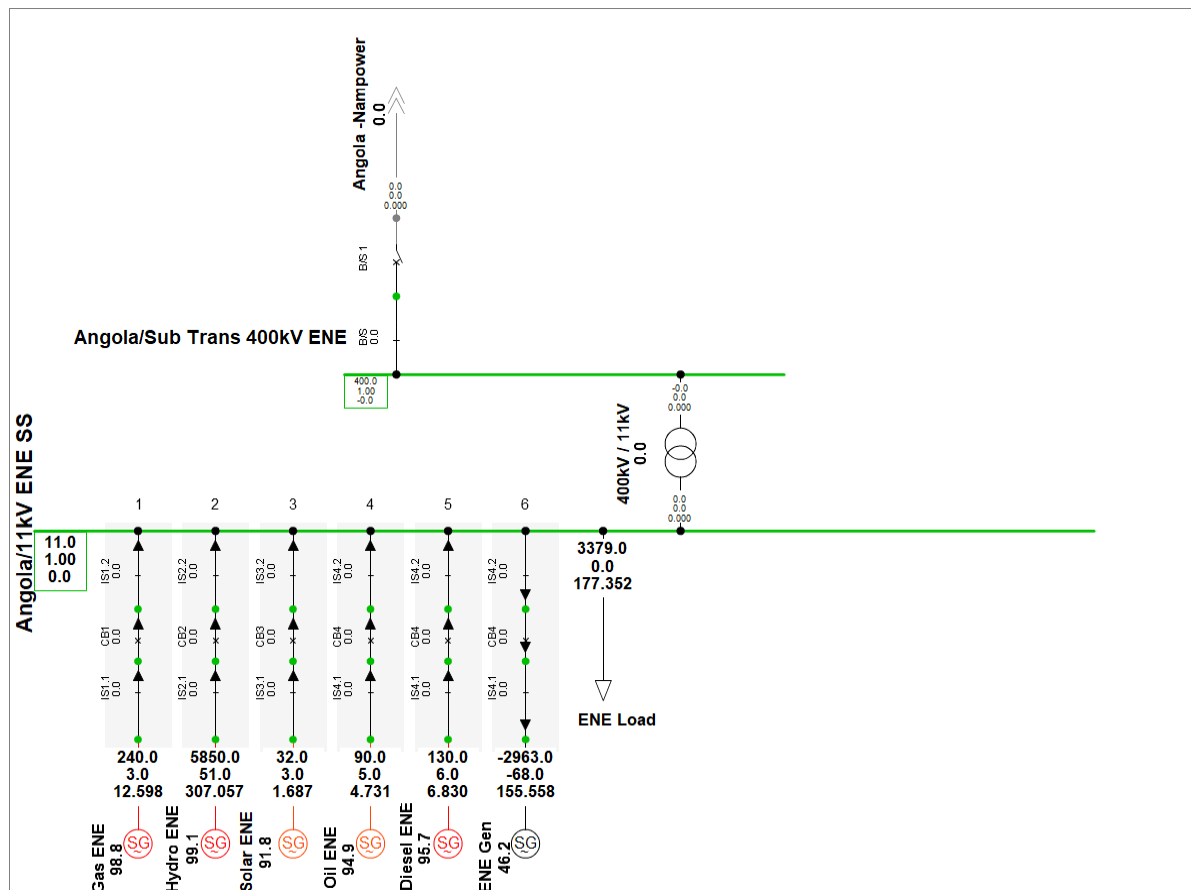 Angola -Nampower
0.0
0.0
0.0
0.000
B/S 1
Angola/Sub Trans 400kV ENE
B/S
0.0
400.0
1.00
-0.0
-0.0
0.0
0.000
400kV / 11kV
0.0
0.0
0.0
0.000
Angola/11kV ENE SS
11.0
1.00
0.0
1
2
3
4
5
6
IS1.2
0.0
IS2.2
0.0
IS3.2
0.0
IS4.2
0.0
IS4.2
0.0
IS4.2
0.0
CB1
0.0
CB2
0.0
CB3
0.0
CB4
0.0
CB4
0.0
CB4
0.0
IS1.1
0.0
IS2.1
0.0
IS3.1
0.0
IS4.1
0.0
IS4.1
0.0
IS4.1
0.0
3379.0
0.0
177.352
ENE Load
240.0
3.0
12.598
5850.0
51.0
307.057
32.0
3.0
1.687
90.0
5.0
4.731
130.0
6.0
6.830
-2963.0
-68.0
155.558
Gas ENE
98.8
SG
~
Hydro ENE
99.1
SG
~
Solar ENE
91.8
SG
~
Oil ENE
94.9
SG
~
Diesel ENE
95.7
SG
~
ENE Gen
46.2
SG
~